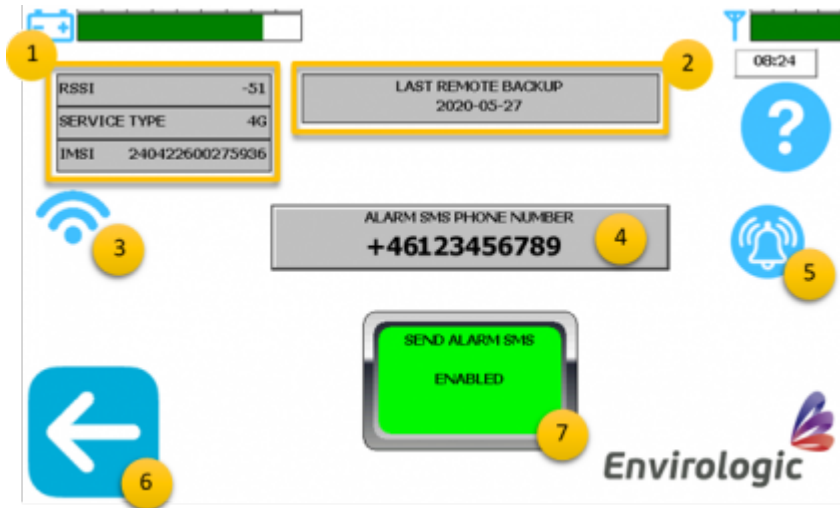 1
2
08:24
RSSI -51
SERVICE TYPE 4G
IMSI 240422600275936
LAST REMOTE BACKUP
2020-05-27
?
3
ALARM SMS PHONE NUMBER
+46123456789
4
5
SEND ALARM SMS
ENABLED
7
6
Envirologic